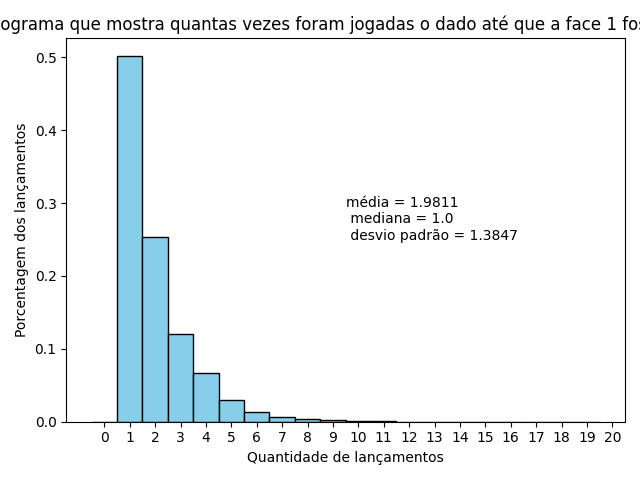 ograma que mostra quantas vezes foram jogadas o dado até que a face 1 fos
0.5
0.4
0.3
0.2
0.1
0.0
Porcentagem dos lançamentos
média = 1.9811
mediana = 1.0
desvio padrão = 1.3847
0 1 2 3 4 5 6 7 8 9 10 11 12 13 14 15 16 17 18 19 20
Quantidade de lançamentos